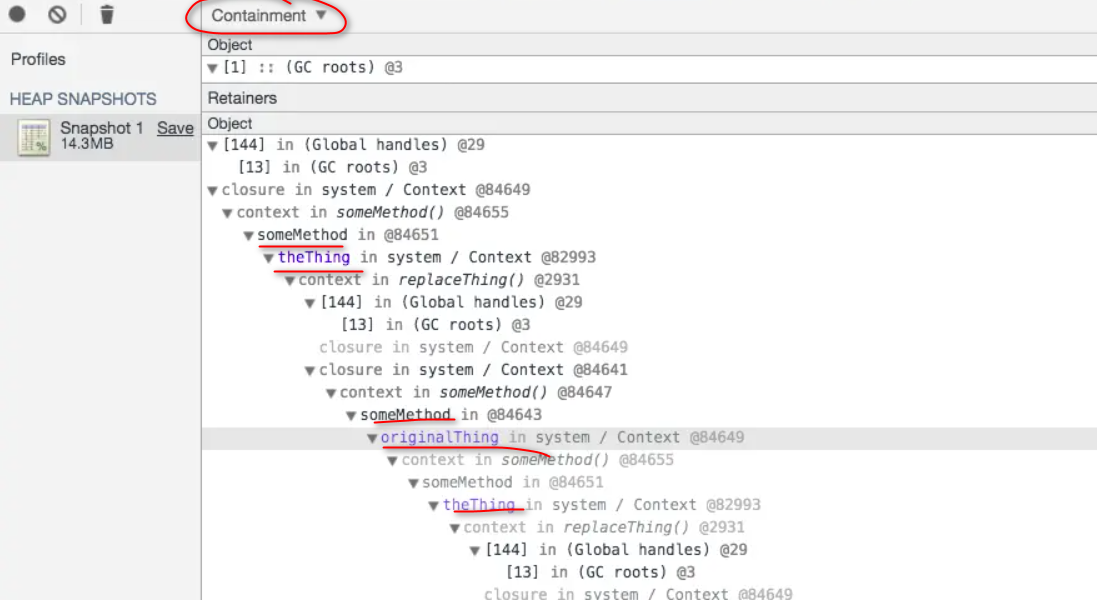 Containment ▼
Profiles
Object
▼[1] :: (GC roots) @3
HEAP SNAPSHOTS
Retainers
Snapshot 1 Save
14.3MB
Object
▼[144] in (Global handles) @29
[13] in (GC roots) @3
▼closure in system / Context @84649
▼context in someMethod() @84655
▼someMethod in @84651
▼theThing in system / Context @82993
▼context in replaceThing() @2931
▼[144] in (Global handles) @29
[13] in (GC roots) @3
closure in system / Context @84649
▼closure in system / Context @84641
▼context in someMethod() @84647
▼someMethod in @84643
▼originalThing in system / Context @84649
▼context in someMethod() @84655
▼someMethod in @84651
▼theThing in system / Context @82993
▼context in replaceThing() @2931
▼[144] in (Global handles) @29
[13] in (GC roots) @3
closure in system / Context @84649